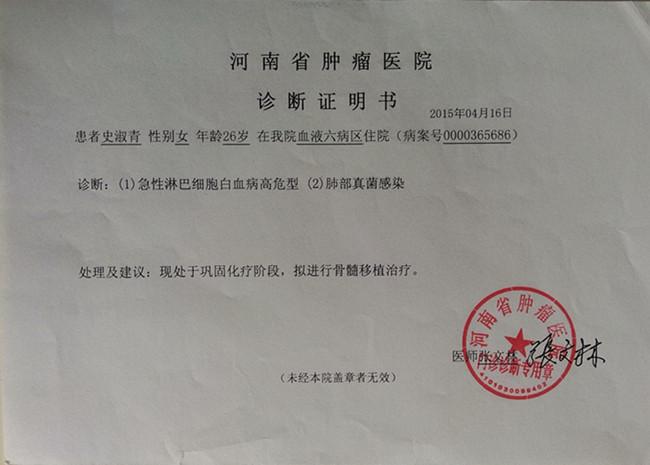 河南省肿瘤医院
诊断证明书
2015年04月16日
患者史淑青 性别女 年龄26岁 在我院血液六病区住院（病案号0000365686）
诊断：(1)急性淋巴细胞白血病高危型 (2)肺部真菌感染
处理及建议：现处于巩固化疗阶段，拟进行骨髓移植治疗。
河南省肿瘤医院
医师张文林 張文林
门诊诊断专用章
（未经本院盖章者无效）